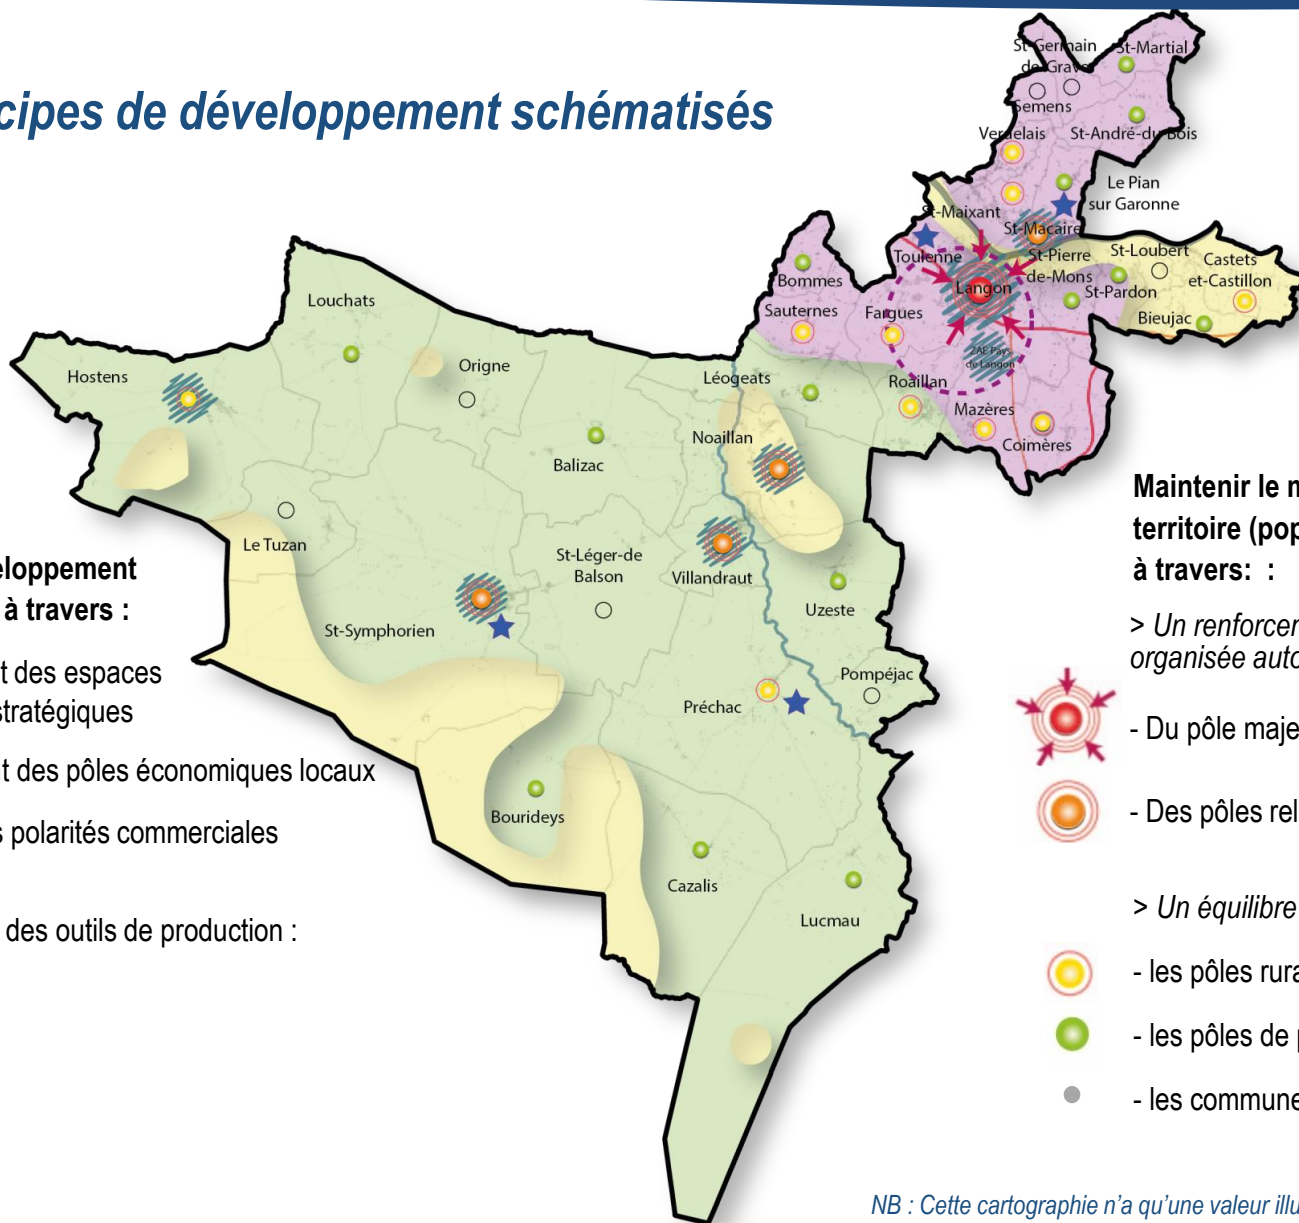 cipes de développement schématisés
St-Germain
de-Grave
St-Martial
Semens
Verdelais
St-André-du-Bois
Le Pian
sur Garonne
St-Maixant
St-Macaire
Toulenne
St-Pierre
de-Mons
St-Loubert
Castets
et-Castillon
Langon
St-Pardon
Bieujac
Bommes
Sauternes
Fargues
ZAE Pays
de Langon
Louchats
Origne
Hostens
Léogeats
Roaillan
Mazères
Coimères
Noaillan
Balizac
Le Tuzan
St-Léger-de
Balson
Villandraut
Uzeste
St-Symphorien
Pompéjac
Préchac
Bourideys
Cazalis
Lucmau
eloppement
à travers :
t des espaces
stratégiques
t des pôles économiques locaux
s polarités commerciales
des outils de production :
Maintenir le m
territoire (pop
à travers: :
> Un renforcem
organisée auto
- Du pôle maje
- Des pôles rel
> Un équilibre
- les pôles rura
- les pôles de p
- les commune
NB : Cette cartographie n'a qu'une valeur illu